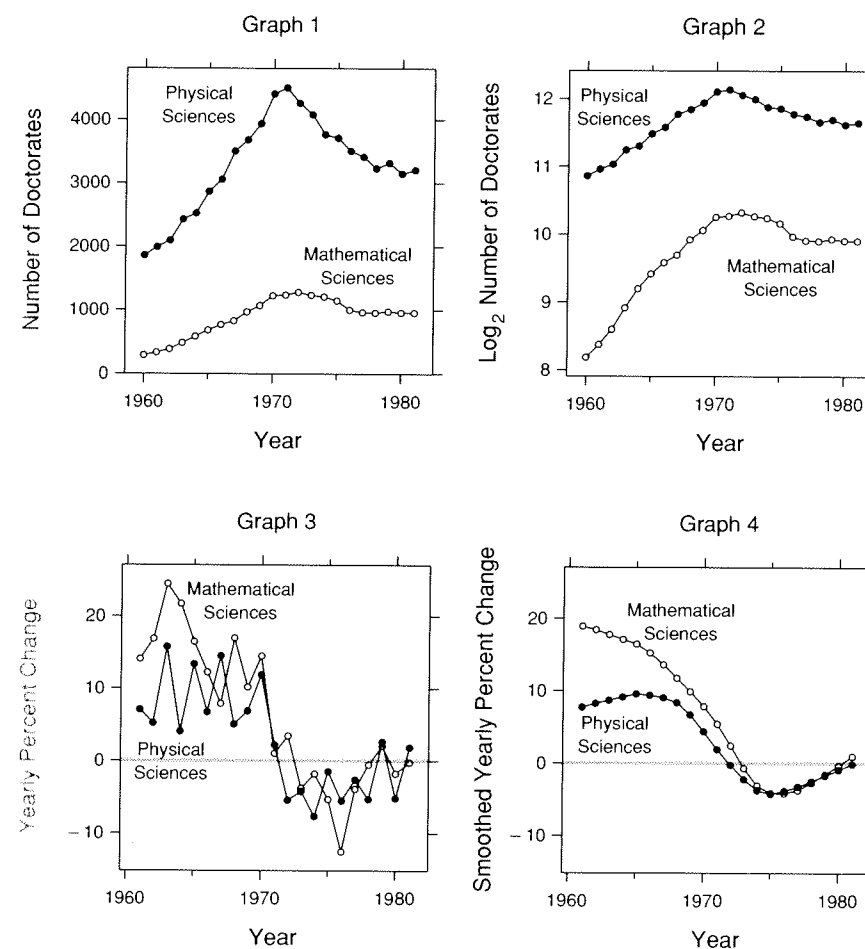 Graph 1
Number of Doctorates
4000
3000
2000
1000
0
Physical
Sciences
Mathematical
Sciences
1960
1970
1980
Year
Graph 2
Log2 Number of Doctorates
12
11
10
9
8
Physical
Sciences
Mathematical
Sciences
1960
1970
1980
Year
Graph 3
Yearly Percent Change
20
10
0
– 10
Mathematical
Sciences
Physical
Sciences
1960
1970
1980
Year
Graph 4
Smoothed Yearly Percent Change
20
10
0
– 10
Mathematical
Sciences
Physical
Sciences
1960
1970
1980
Year